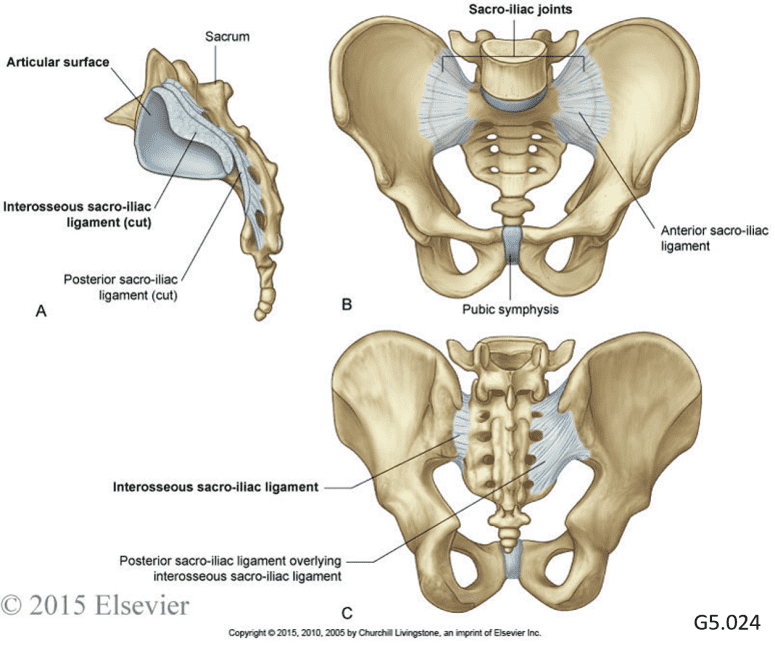 Sacro-iliac joints
Sacrum
Articular surface
Interosseous sacro-iliac
ligament (cut)
Posterior sacro-iliac
ligament (cut)
A
Anterior sacro-iliac
ligament
B
Pubic symphysis
Interosseous sacro-iliac ligament
Posterior sacro-iliac ligament overlying
interosseous sacro-iliac ligament
© 2015 Elsevier
C
G5.024
Copyright © 2015, 2010, 2005 by Churchill Livingstone, an imprint of Elsevier Inc.